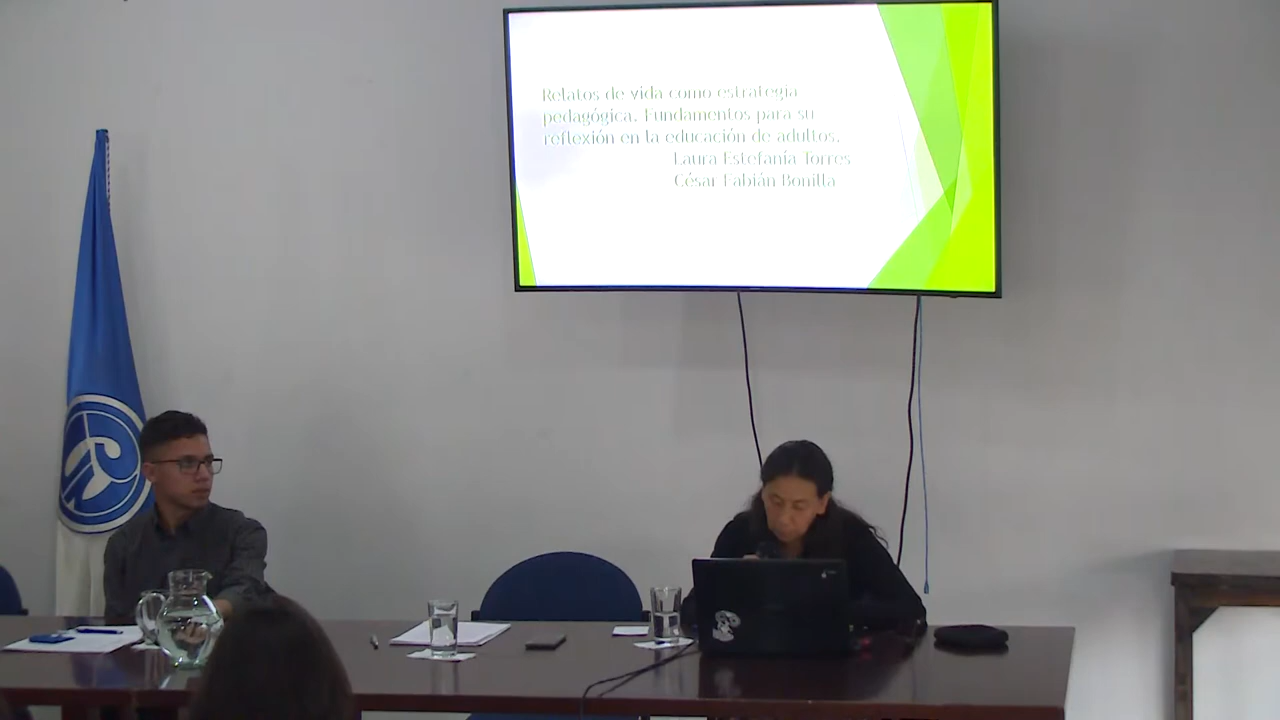 Relatos de vida como estrategia
pedagógica. Fundamentos para su
reflexión en la educación de adultos.
Laura Estefanía Torres
César Fabián Bonilla